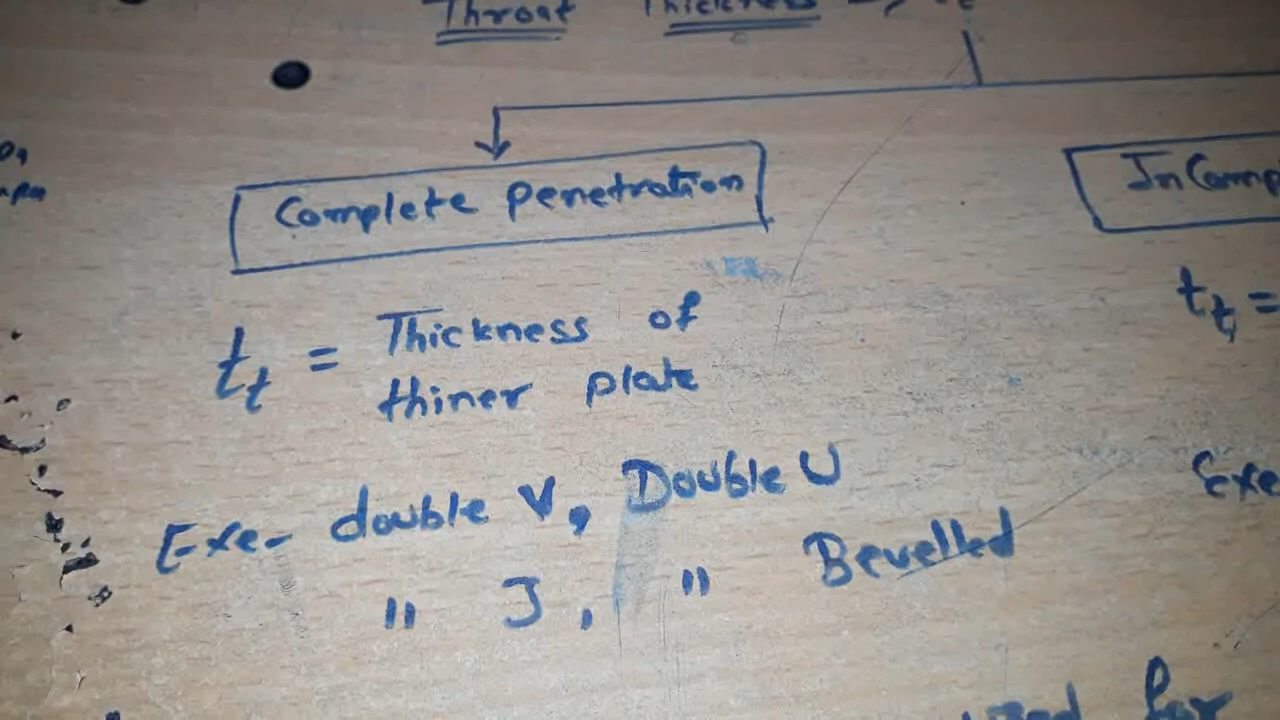 Throat Thickness
Complete penetration
InComp
tt = Thickness of
thiner plate
tt =
Exe- double V, Double U
Exe
" J, " Bevelled
for